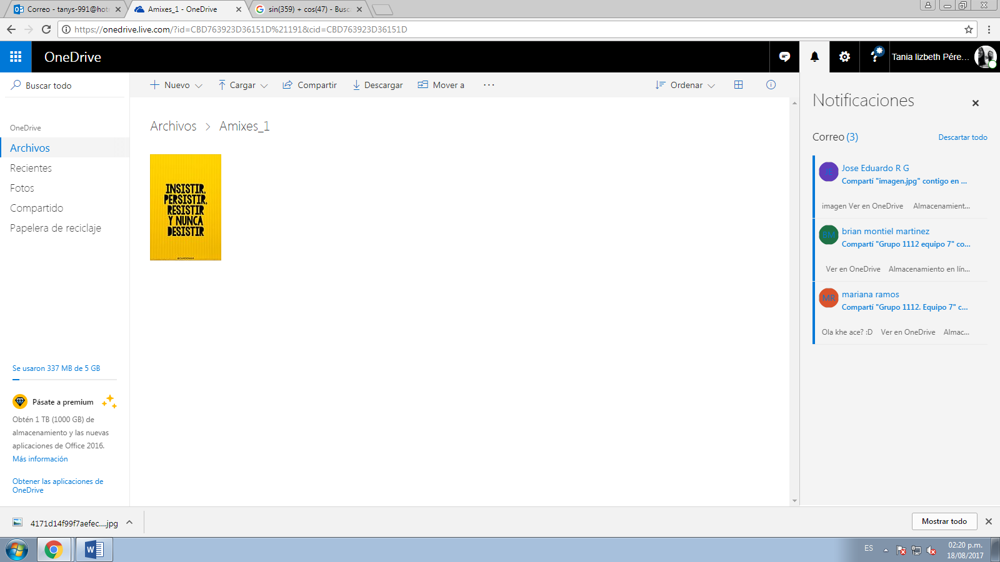 Correo - tanys-991@hot
Amixes_1 - OneDrive
sin(359) + cos(47) - Busc
https://onedrive.live.com/?id=CBD763923D36151D%21191&cid=CBD763923D36151D
OneDrive
Tania lizbeth Pére...
Buscar todo
Nuevo
Cargar
Compartir
Descargar
Mover a
Ordenar
OneDrive
Archivos
Recientes
Fotos
Compartido
Papelera de reciclaje
Se usaron 337 MB de 5 GB
Pásate a premium
Obtén 1 TB (1000 GB) de
almacenamiento y las nuevas
aplicaciones de Office 2016.
Más información
Obtener las aplicaciones de
OneDrive
Archivos > Amixes_1
INSISTIR.
PERSISTIR.
RESISTIR
Y NUNCA
DESISTIR
Notificaciones
Correo (3)
Descartar todo
Jose Eduardo R G
Compartí "imagen.jpg" contigo en ...
imagen Ver en OneDrive Almacenamient...
BM
brian montiel martinez
Compartí "Grupo 1112 equipo 7" co...
Ver en OneDrive Almacenamiento en lín...
MR
mariana ramos
Compartí "Grupo 1112. Equipo 7" c...
Ola khe ace? :D Ver en OneDrive Almac...
4171d14f99f7aefec....jpg
Mostrar todo
ES
02:20 p.m.
18/08/2017